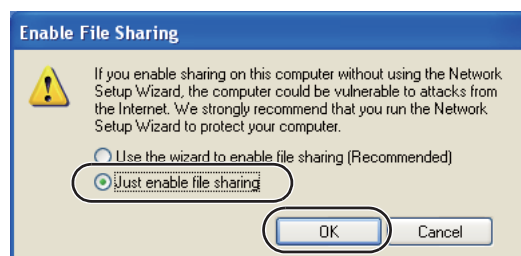 Enable File Sharing
If you enable sharing on this computer without using the Network
Setup Wizard, the computer could be vulnerable to attacks from
the Internet. We strongly recommend that you run the Network
Setup Wizard to protect your computer.
Use the wizard to enable file sharing (Recommended)
Just enable file sharing
OK Cancel